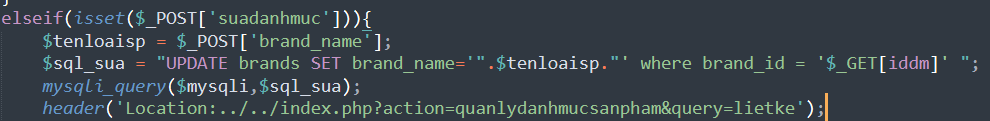 elseif(isset($_POST['suadanhmuc'])){
$tenloaisp = $_POST['brand_name'];
$sql_sua = "UPDATE brands SET brand_name='".$tenloaisp."' where brand_id = '$_GET[iddm]' ";
mysqli_query($mysqli,$sql_sua);
header('Location:../../index.php?action=quanlydanhmucsanpham&query=lietke');